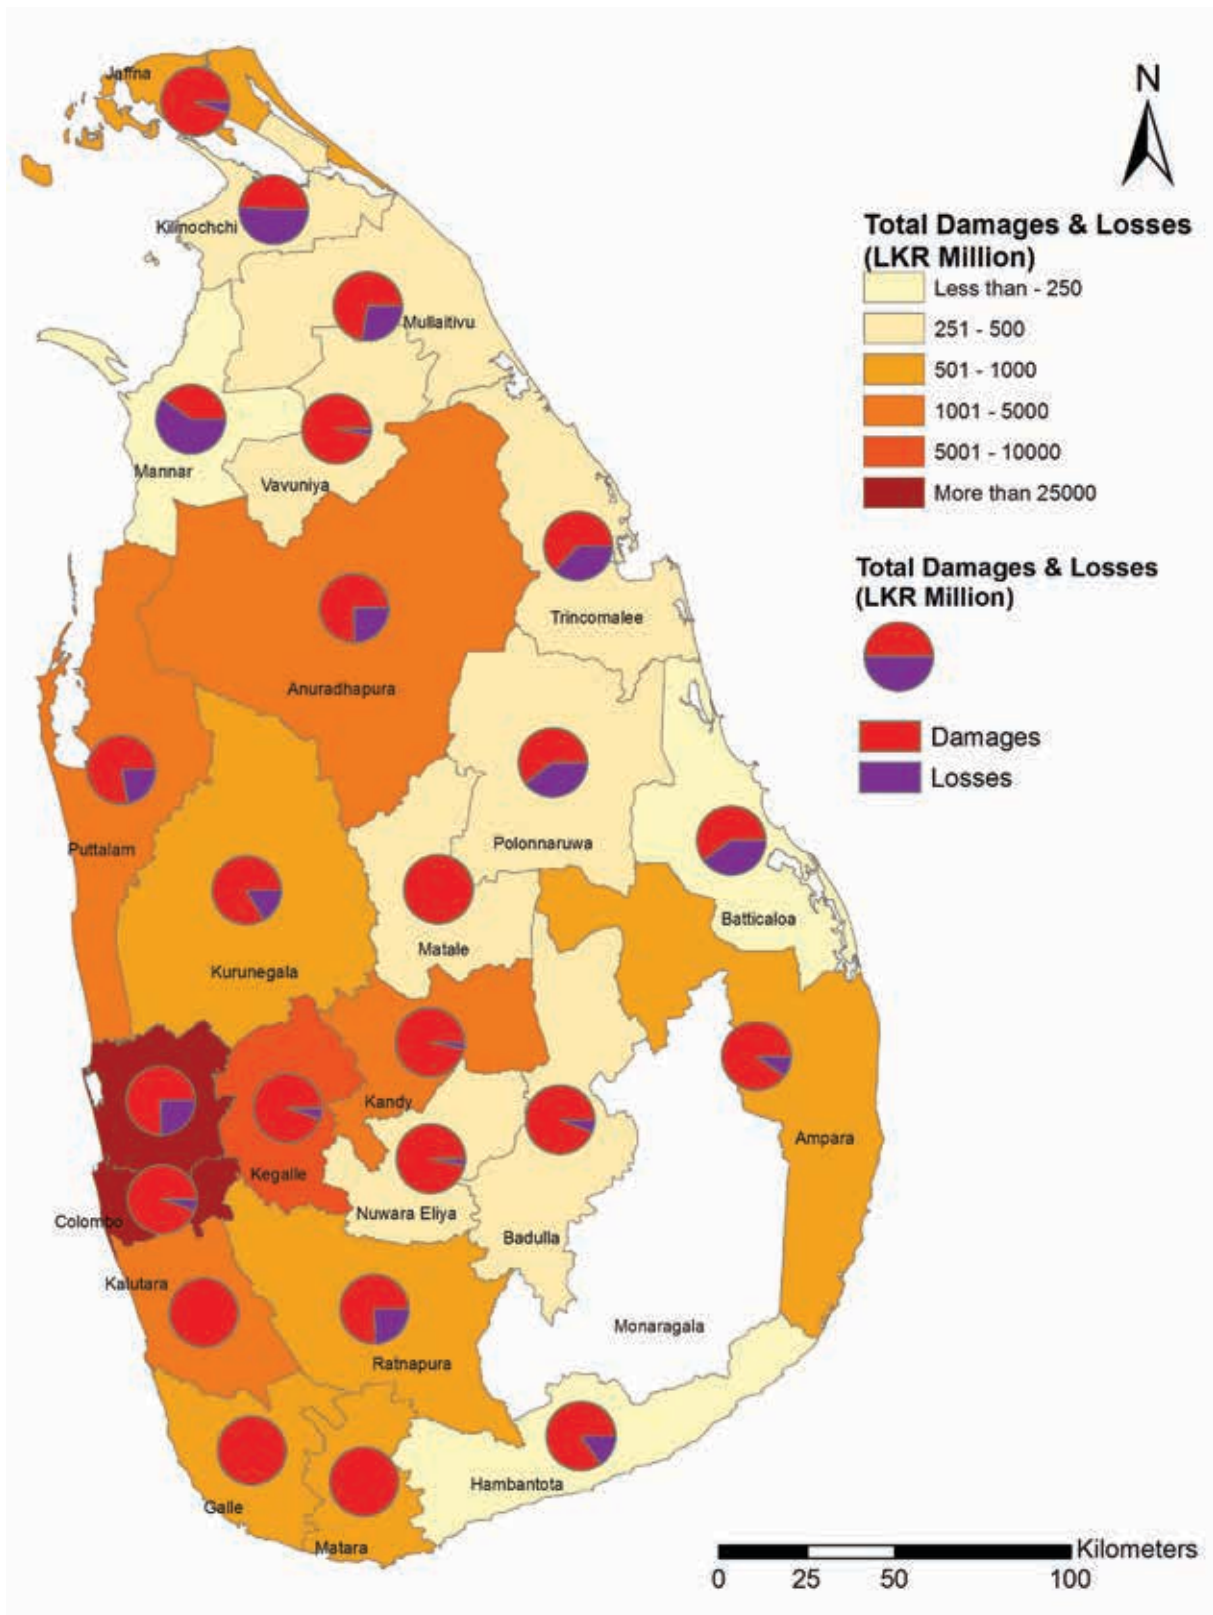 N
Total Damages & Losses
(LKR Million)
Less than - 250
251 - 500
501 - 1000
1001 - 5000
5001 - 10000
More than 25000
Total Damages & Losses
(LKR Million)
Damages
Losses
Jaffna
Kilinochchi
Mullaitivu
Mannar
Vavuniya
Trincomalee
Anuradhapura
Puttalam
Polonnaruwa
Batticaloa
Matale
Kurunegala
Kandy
Ampara
Kegalle
Nuwara Eliya
Colombo
Badulla
Kalutara
Monaragala
Ratnapura
Hambantota
Galle
Matara
Kilometers
0 25 50 100